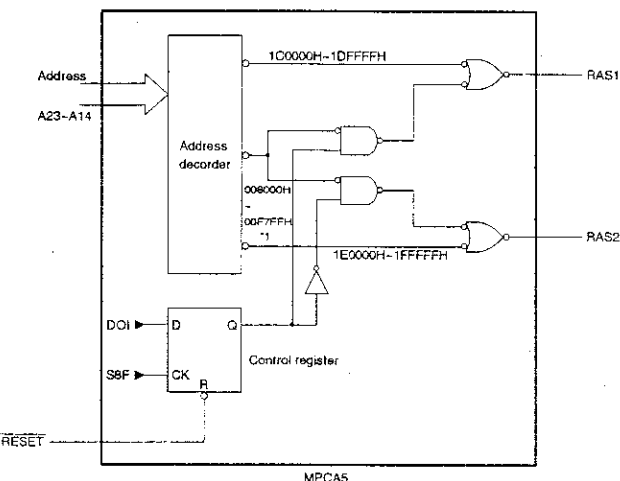 1C0000H~1DFFFFH
RAS1
Address
A23~A14
Address
decorder
008000H
~
00F7FFH
*1
RAS2
1E0000H~1FFFFFH
DOI
D
Q
Control register
S8F
CK
R
RESET
MPCA5